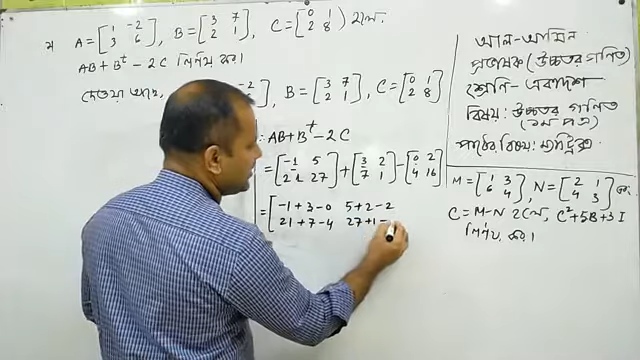 A = [1 -2; 3 6], B = [3 7; 2 1], C = [0 1; 2 8] হলে,
AB + Bᵗ - 2C নির্ণয় কর।
দেওয়া আছে, -2 ], B = [3 7; 2 1], C = [0 1; 2 8]
∴ AB + Bᵗ - 2C
= [-1 5; 21 27] + [3 2; 7 1] - [0 2; 4 16]
= [-1+3-0 5+2-2
21+7-4 27+1-
আল-আমিন
প্রভাষক (উচ্চতর গণিত)
শ্রেণি- একাদশ
বিষয়: উচ্চতর গণিত
(১ম পত্র)
পাঠের বিষয়: ম্যাট্রিক্স
M = [1 3; 6 4], N = [2 1; 4 3]
C = M-N হলে, C² + 5B + 3I
নির্ণয় কর।